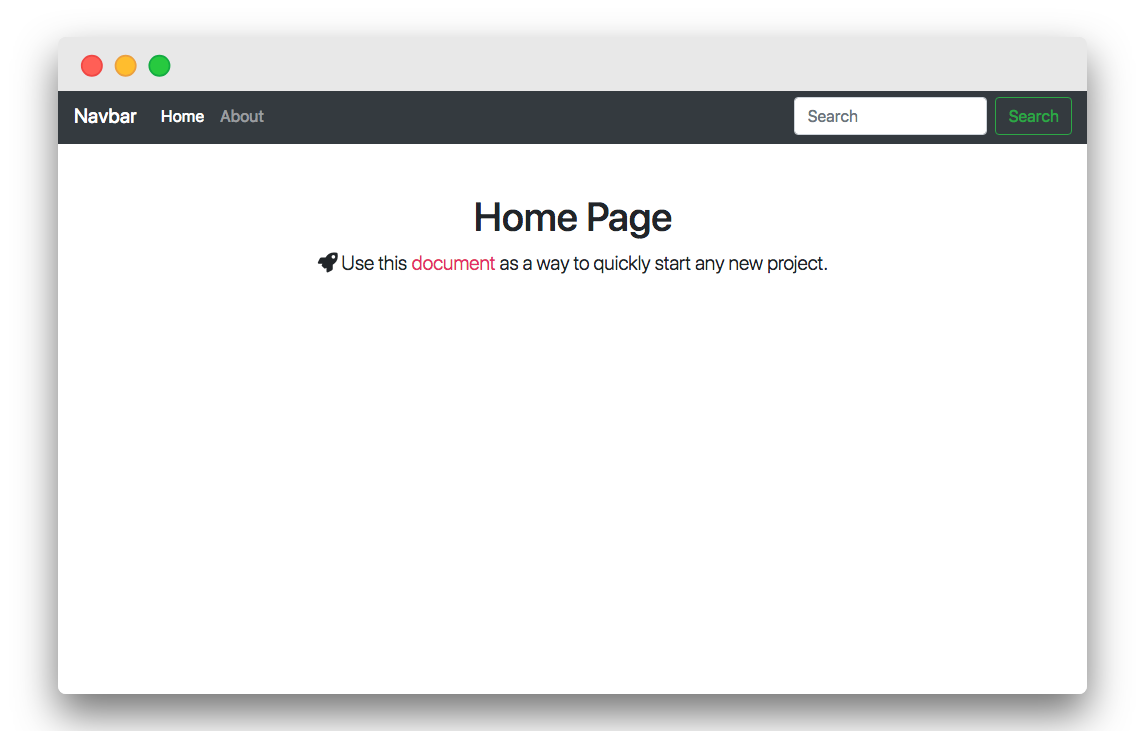 Navbar Home About Search Search
Home Page
Use this document as a way to quickly start any new project.